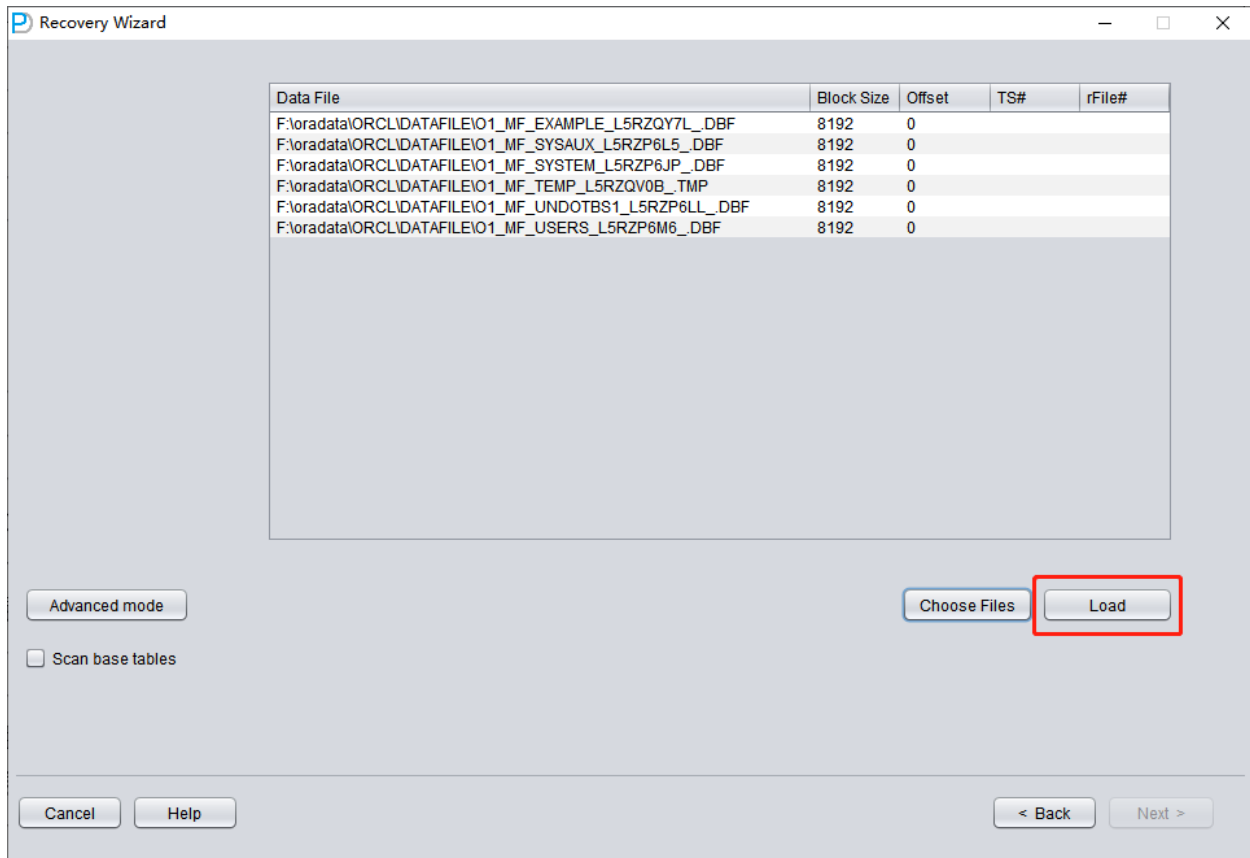 Recovery Wizard
Data File Block Size Offset TS# rFile#
F:\oradata\ORCL\DATAFILE\O1_MF_EXAMPLE_L5RZQY7L_.DBF 8192 0
F:\oradata\ORCL\DATAFILE\O1_MF_SYSAUX_L5RZP6L5_.DBF 8192 0
F:\oradata\ORCL\DATAFILE\O1_MF_SYSTEM_L5RZP6JP_.DBF 8192 0
F:\oradata\ORCL\DATAFILE\O1_MF_TEMP_L5RZQV0B_.TMP 8192 0
F:\oradata\ORCL\DATAFILE\O1_MF_UNDOTBS1_L5RZP6LL_.DBF 8192 0
F:\oradata\ORCL\DATAFILE\O1_MF_USERS_L5RZP6M6_.DBF 8192 0
Advanced mode Choose Files Load
Scan base tables
Cancel Help < Back Next >